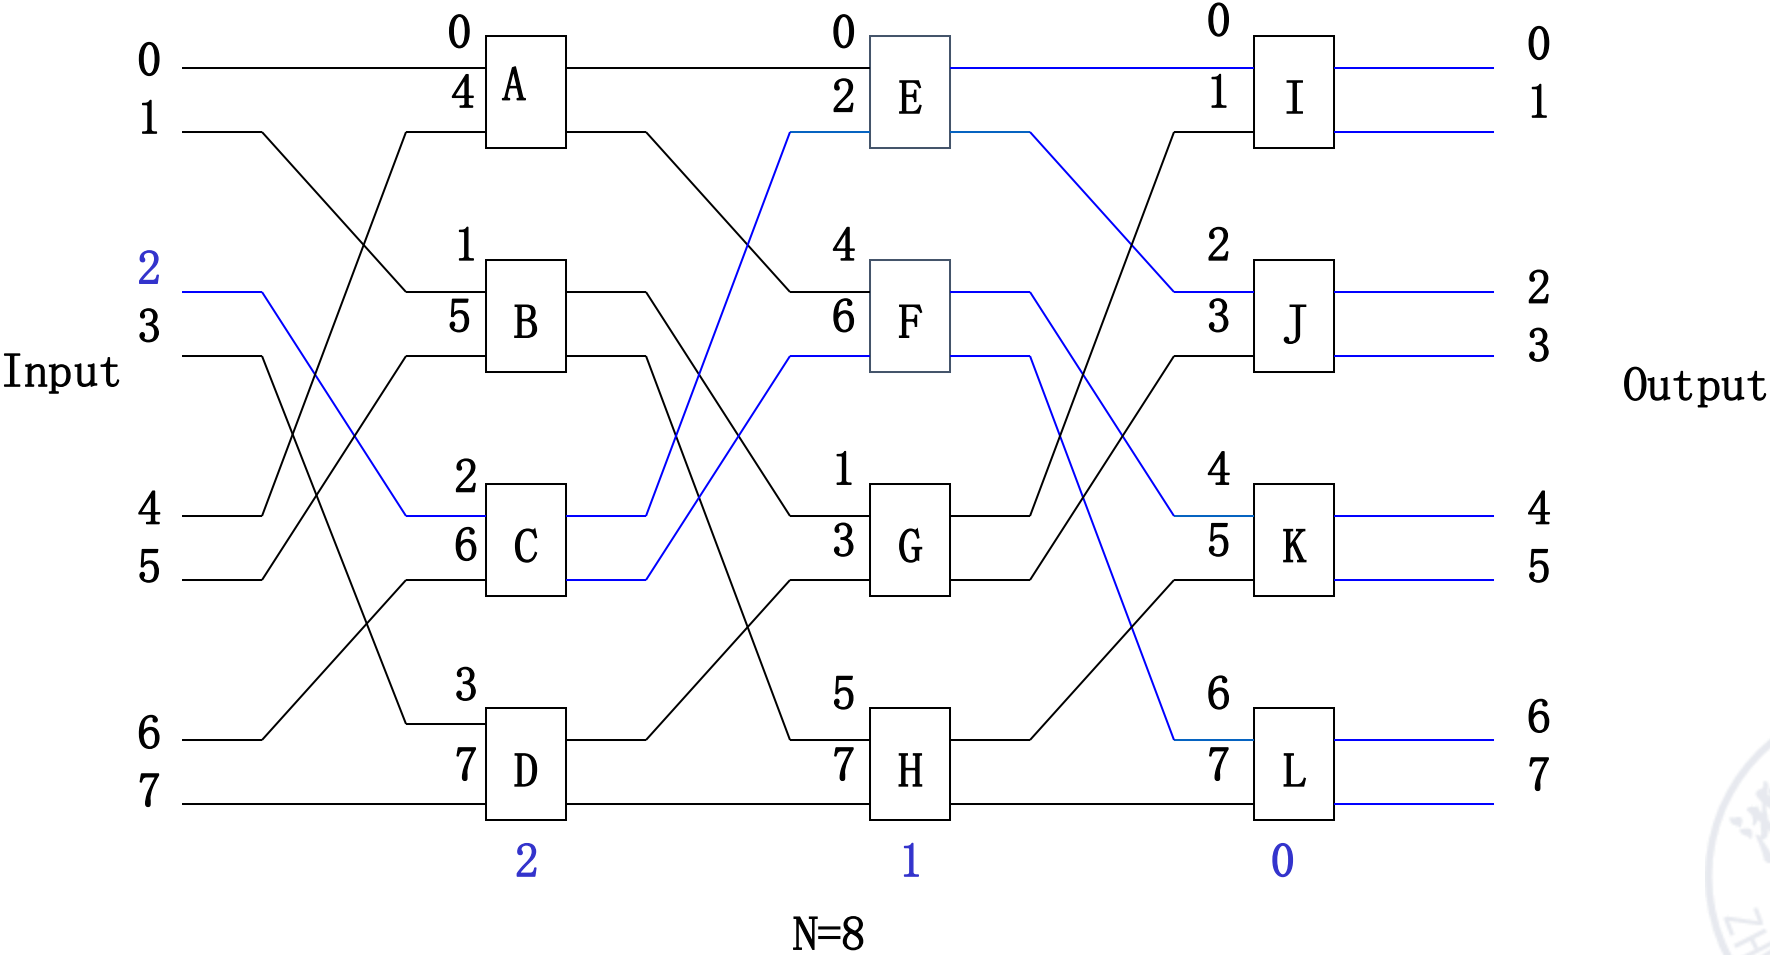 0 0 0 0 0
4 A 2 E 1 I 1
1
1 4 2
2 2
3 5 B 6 F 3 J 3
Input Output
2 1 4
4 6 C 3 G 5 K 4
5 5
3 5 6
6 6
7 7 D 7 H 7 L 7
2 1 0
N=8
ZH